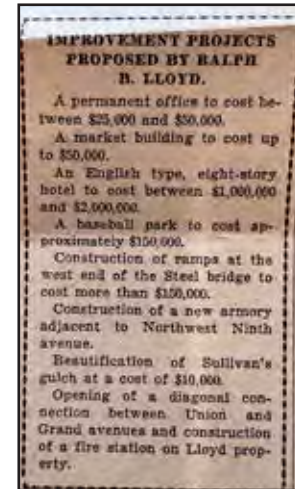 IMPROVEMENT PROJECTS
PROPOSED BY RALPH
B. LLOYD.
A permanent office to cost be-
tween $25,000 and $50,000.
A market building to cost up
to $50,000.
An English type, eight-story
hotel to cost between $1,000,000
and $2,000,000.
A baseball park to cost ap-
proximately $150,000.
Construction of ramps at the
west end of the Steel bridge to
cost more than $150,000.
Construction of a new armory
adjacent to Northwest Ninth
avenue.
Beautification of Sullivan's
gulch at a cost of $10,000.
Opening of a diagonal con-
nection between Union and
Grand avenues and construction
of a fire station on Lloyd prop-
erty.